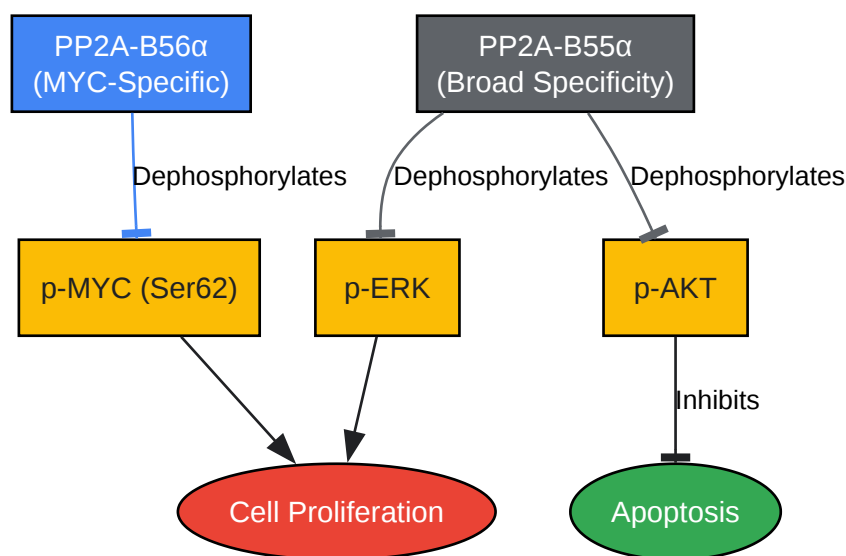 PP2A-B56α
(MYC-Specific)
PP2A-B55α
(Broad Specificity)
Dephosphorylates
Dephosphorylates
Dephosphorylates
p-MYC (Ser62)
p-ERK
p-AKT
Inhibits
Cell Proliferation
Apoptosis